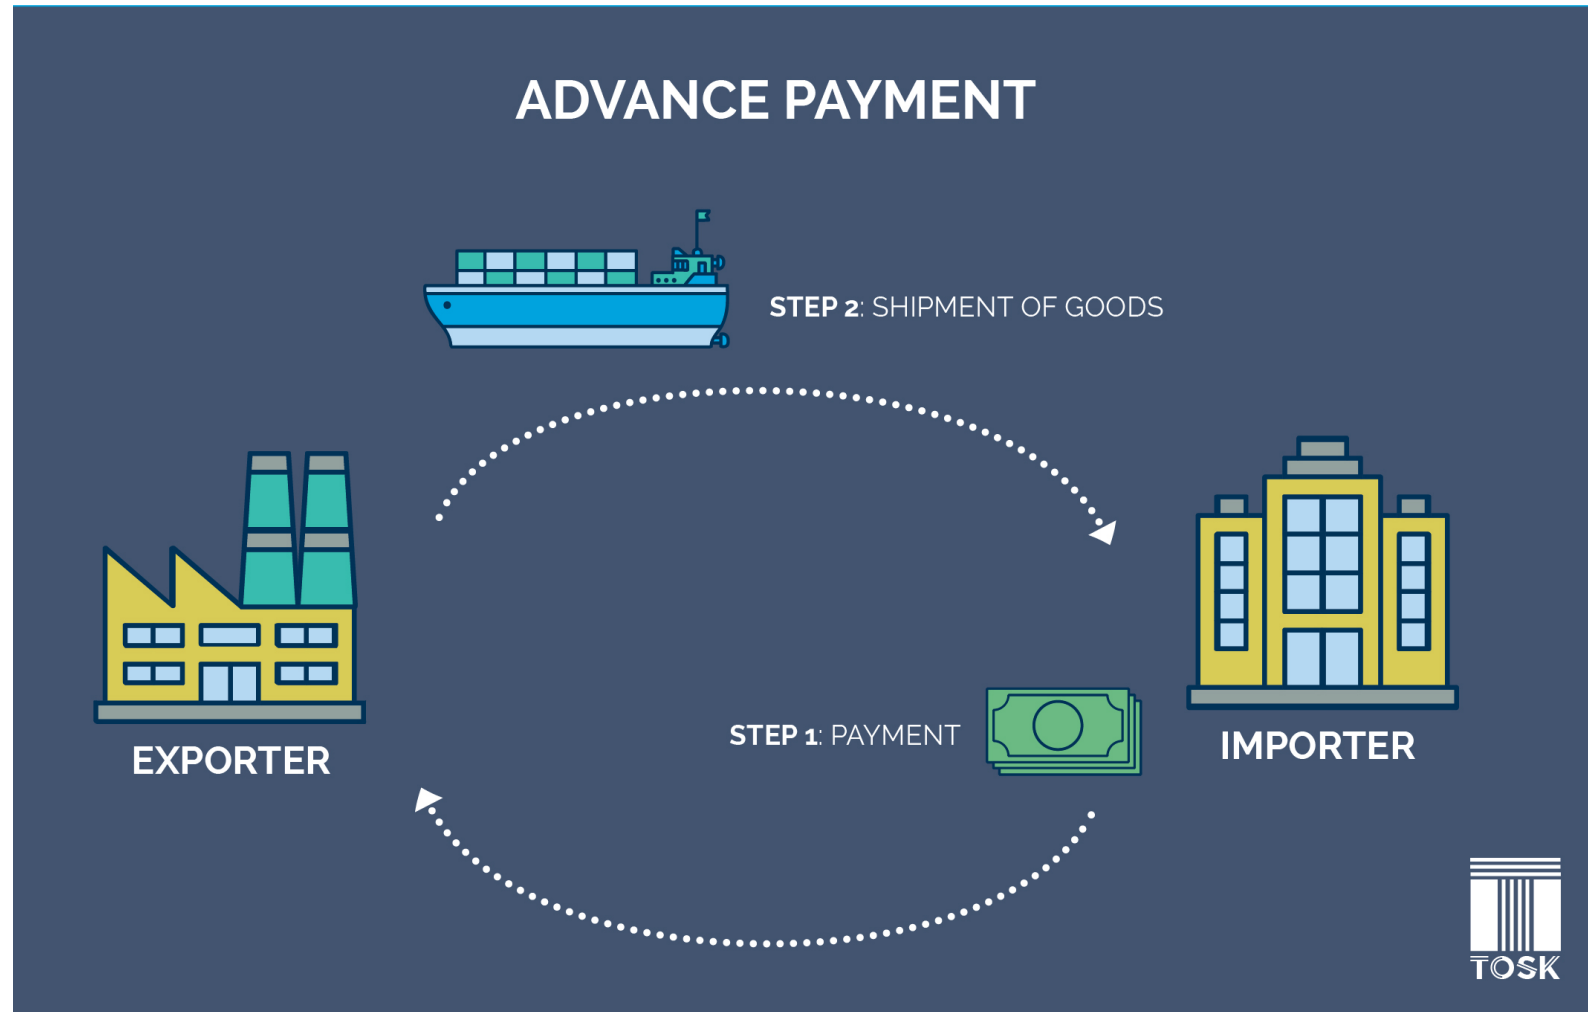 ADVANCE PAYMENT
STEP 2: SHIPMENT OF GOODS
EXPORTER
STEP 1: PAYMENT
IMPORTER
TOSK